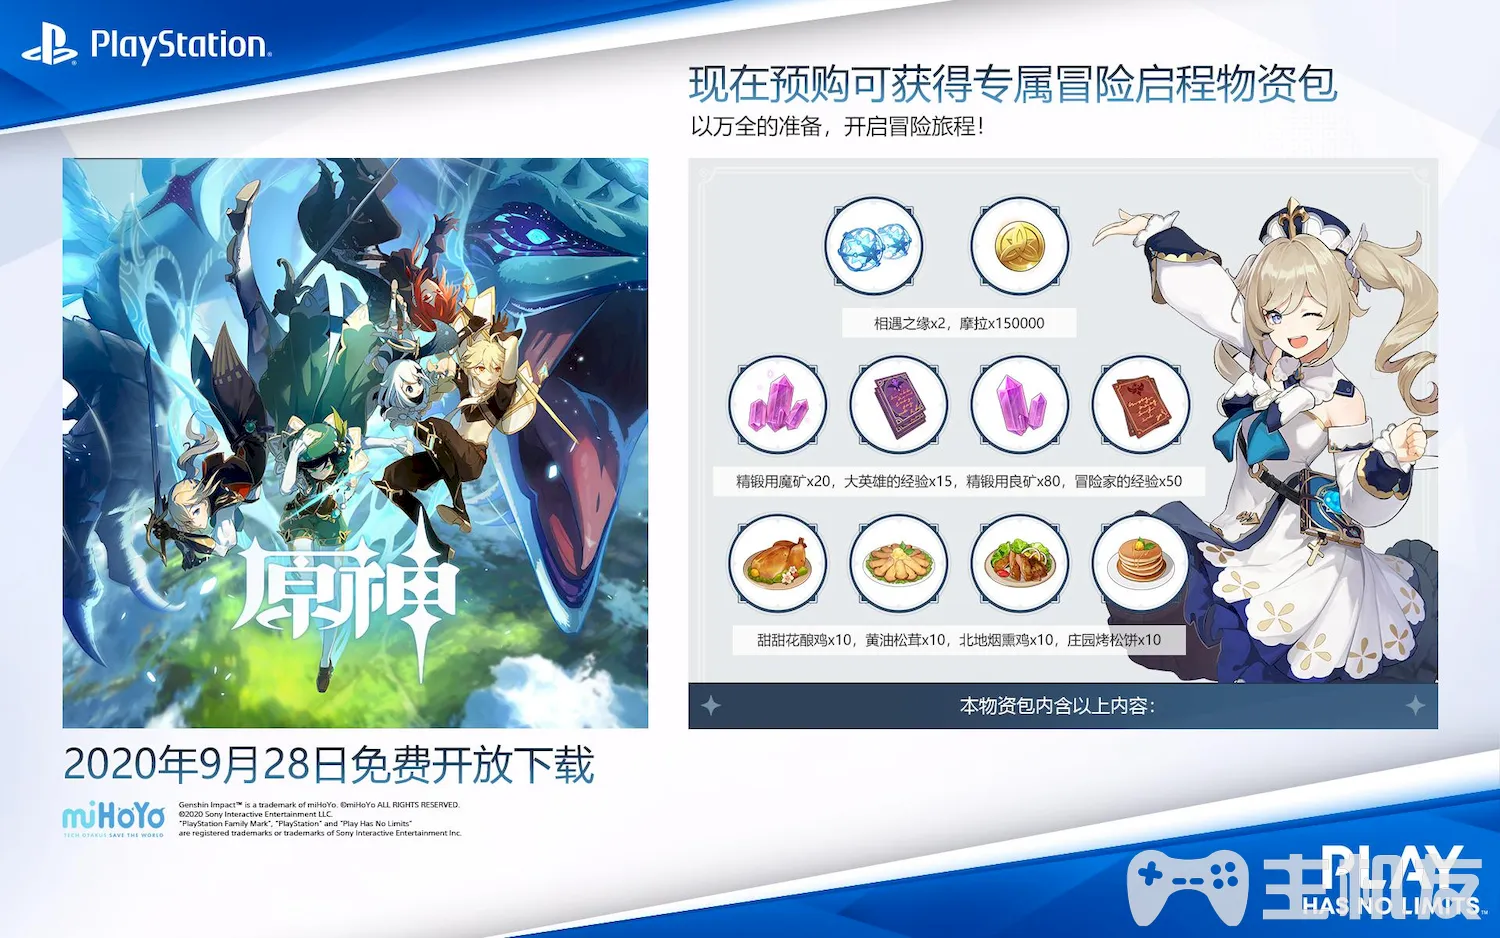 PlayStation
现在预购可获得专属冒险启程物资包
以万全的准备，开启冒险旅程！
相遇之缘x2，摩拉x150000
精锻用魔矿x20，大英雄的经验x15，精锻用良矿x80，冒险家的经验x50
甜甜花酿鸡x10，黄油松茸x10，北地烟熏鸡x10，庄园烤松饼x10
本物资包内含以上内容：
原神
2020年9月28日免费开放下载
miHoYo
TECH OTAKUS SAVE THE WORLD
Genshin Impact™ is a trademark of miHoYo. ©miHoYo ALL RIGHTS RESERVED.
©2020 Sony Interactive Entertainment LLC.
"PlayStation Family Mark", "PlayStation" and "Play Has No Limits"
are registered trademarks or trademarks of Sony Interactive Entertainment Inc.
PLAY
HAS NO LIMITS™
主机友